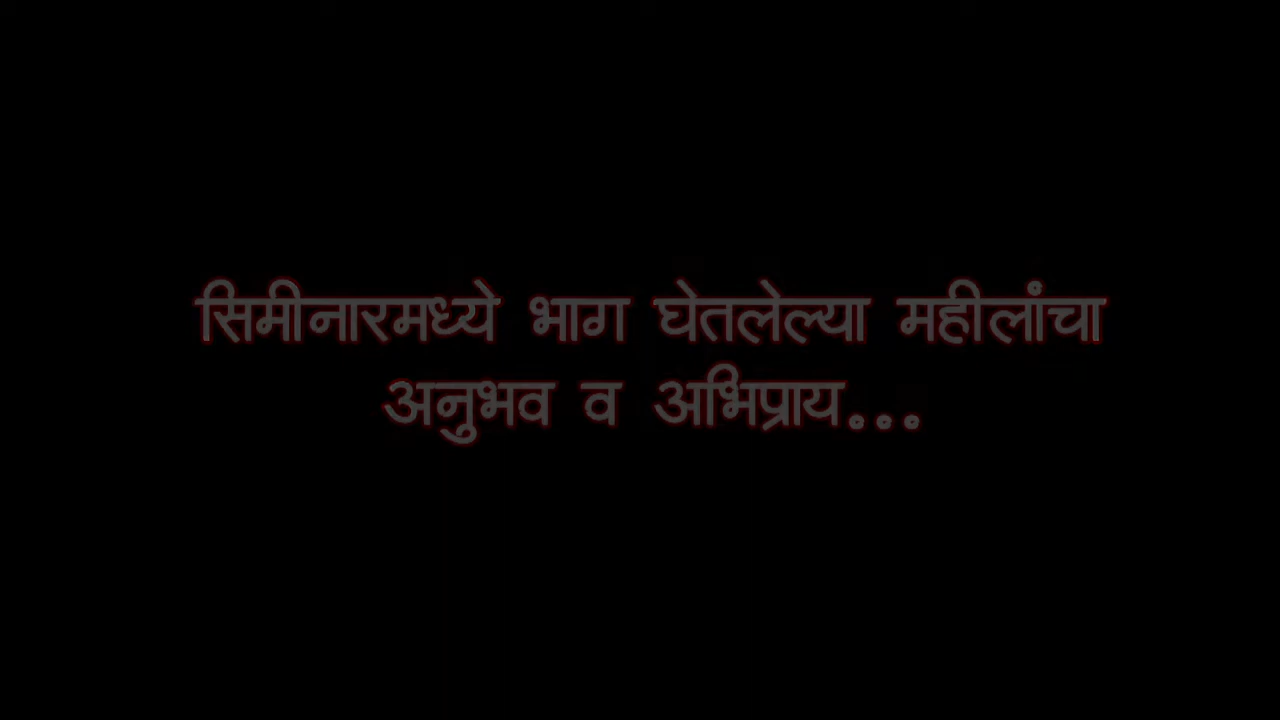 सिमीनारमध्ये भाग घेतलेल्या महीलांचा
अनुभव व अभिप्राय...